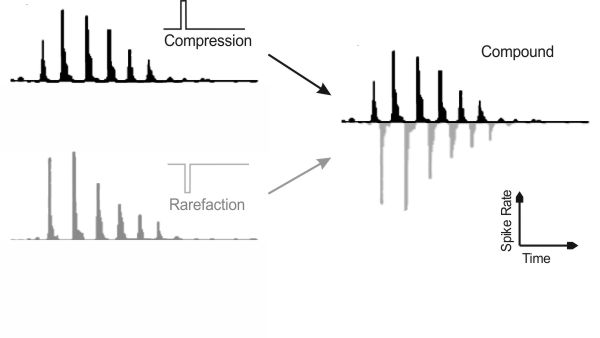 Compression
Compound
Rarefaction
Spike Rate
Time